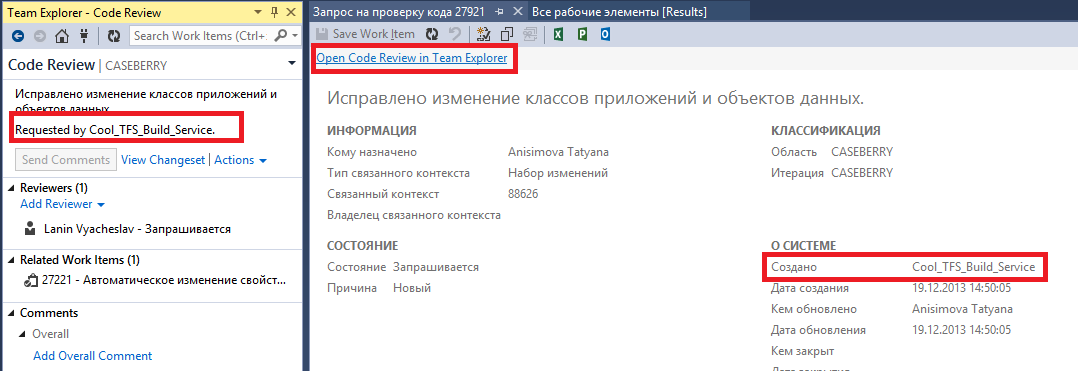 Team Explorer - Code Review
Search Work Items (Ctrl+
Code Review | CASEBERRY
Исправлено изменение классов приложений и
объектов данных.
Requested by Cool_TFS_Build_Service.
Send Comments View Changeset | Actions
Reviewers (1)
Add Reviewer
Lanin Vyacheslav - Запрашивается
Related Work Items (1)
27221 - Автоматическое изменение свойст...
Comments
Overall
Add Overall Comment
Запрос на проверку кода 27921
Все рабочие элементы [Results]
Save Work Item
Open Code Review in Team Explorer
Исправлено изменение классов приложений и объектов данных.
ИНФОРМАЦИЯ
Кому назначено Anisimova Tatyana
Тип связанного контекста Набор изменений
Связанный контекст 88626
Владелец связанного контекста
КЛАССИФИКАЦИЯ
Область CASEBERRY
Итерация CASEBERRY
СОСТОЯНИЕ
Состояние Запрашивается
Причина Новый
О СИСТЕМЕ
Создано Cool_TFS_Build_Service
Дата создания 19.12.2013 14:50:05
Кем обновлено Anisimova Tatyana
Дата обновления 19.12.2013 14:50:05
Кем закрыт